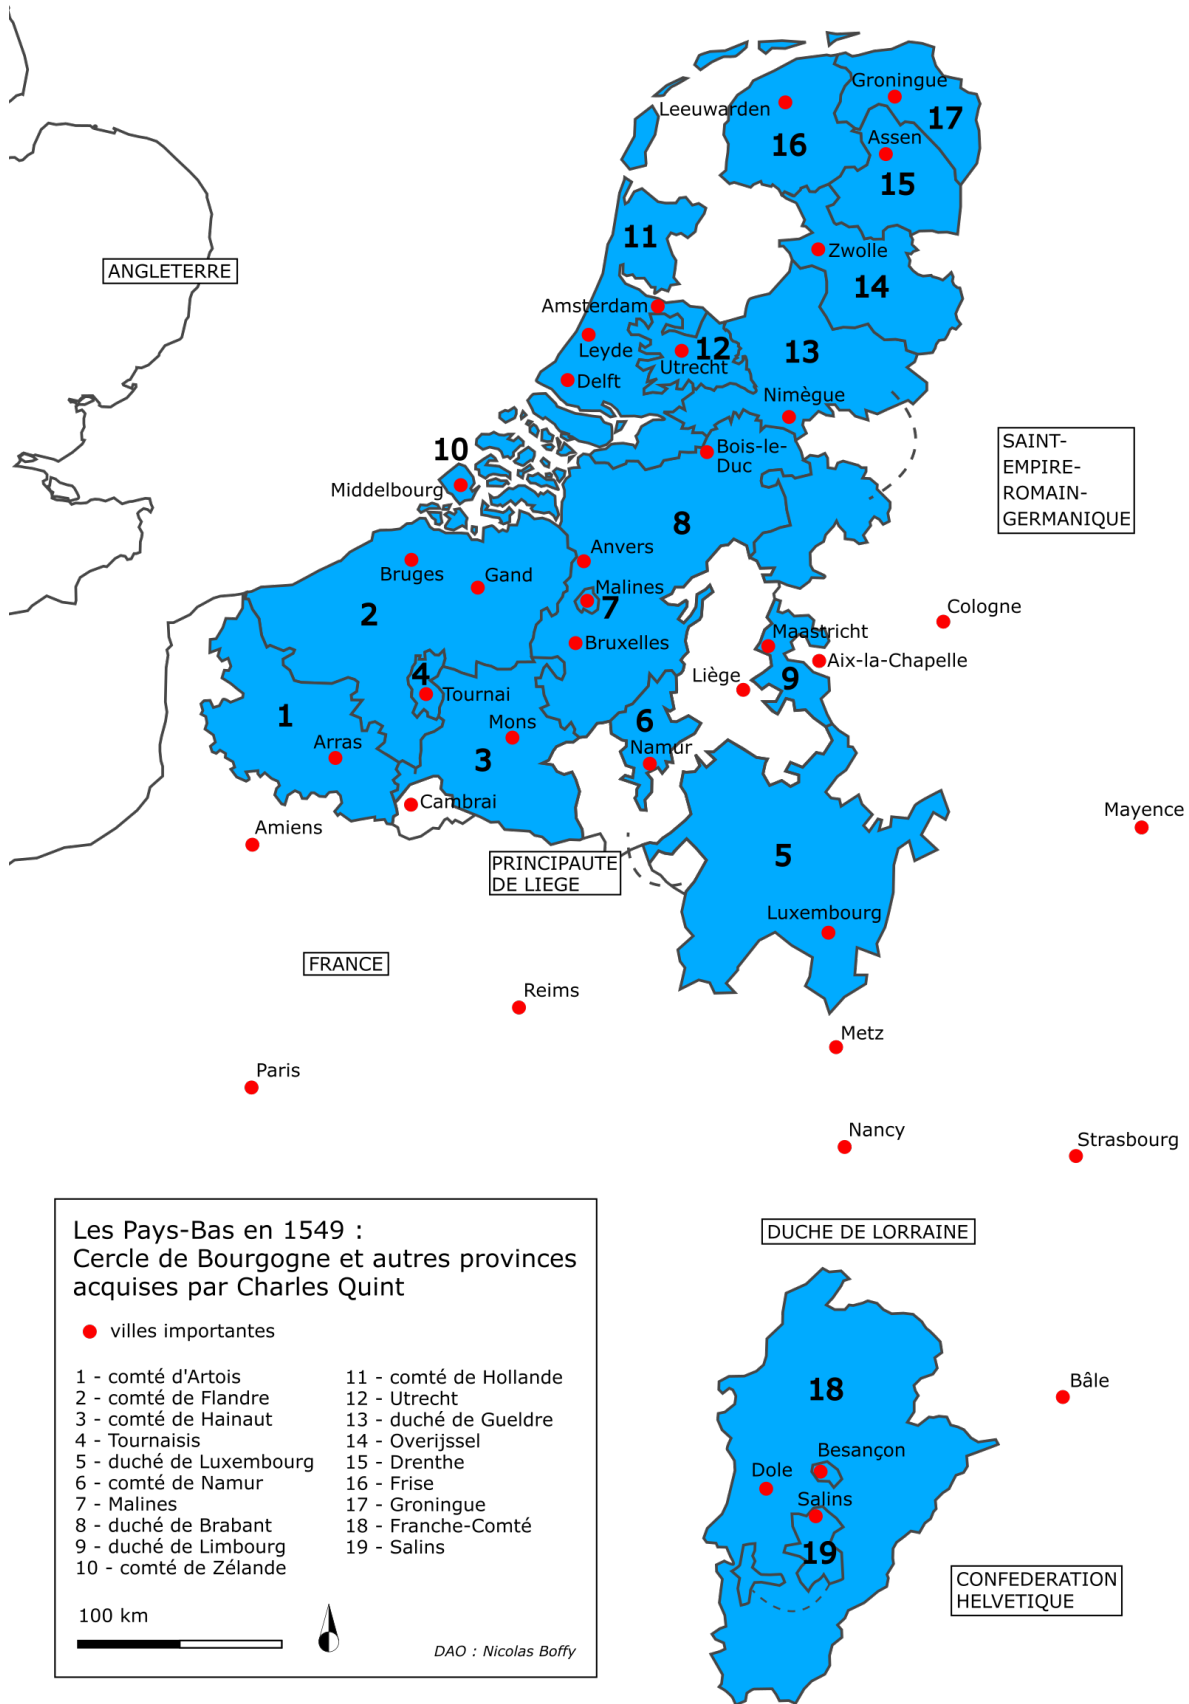 Groningue
Leeuwarden
17
16
Assen
15
11
Zwolle
ANGLETERRE
14
Amsterdam
Leyde
12
13
Utrecht
Delft
Nimègue
10
Bois-le-
Duc
SAINT-
EMPIRE-
ROMAIN-
GERMANIQUE
Middelbourg
8
Anvers
Bruges
Gand
Malines
7
2
Cologne
Maastricht
Bruxelles
Aix-la-Chapelle
4
Liège
9
Tournai
1
6
Mons
Arras
3
Namur
Cambrai
Amiens
Mayence
PRINCIPAUTE
DE LIEGE
5
Luxembourg
FRANCE
Reims
Metz
Paris
Nancy
Strasbourg
DUCHE DE LORRAINE
Les Pays-Bas en 1549 :
Cercle de Bourgogne et autres provinces
acquises par Charles Quint
villes importantes
1 - comté d'Artois
2 - comté de Flandre
3 - comté de Hainaut
4 - Tournaisis
5 - duché de Luxembourg
6 - comté de Namur
7 - Malines
8 - duché de Brabant
9 - duché de Limbourg
10 - comté de Zélande
11 - comté de Hollande
12 - Utrecht
13 - duché de Gueldre
14 - Overijssel
15 - Drenthe
16 - Frise
17 - Groningue
18 - Franche-Comté
19 - Salins
100 km
DAO : Nicolas Boffy
18
Bâle
Besançon
Dole
Salins
19
CONFEDERATION
HELVETIQUE